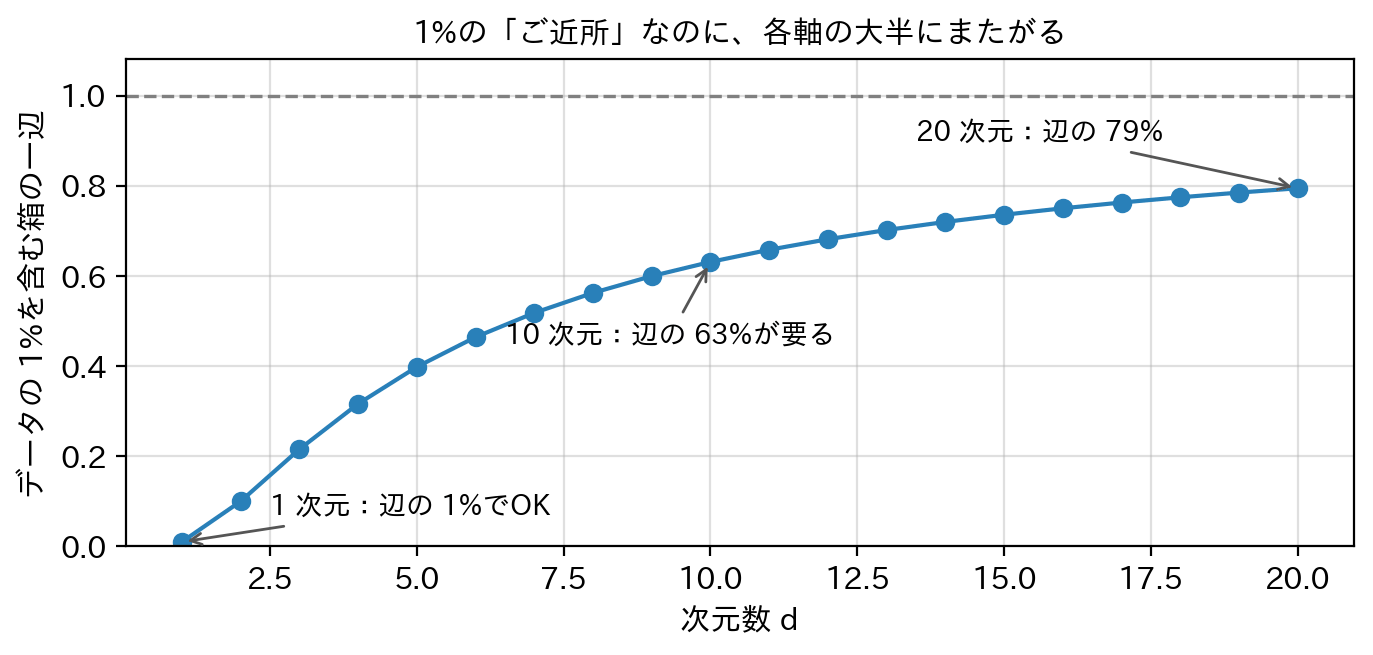 1%の「ご近所」なのに、各軸の大半にまたがる
データの 1%を含む箱の一辺
1.0
0.8
0.6
0.4
0.2
0.0
20 次元：辺の 79%
10 次元：辺の 63%が要る
1 次元：辺の 1%でOK
2.5
5.0
7.5
10.0
12.5
15.0
17.5
20.0
次元数 d